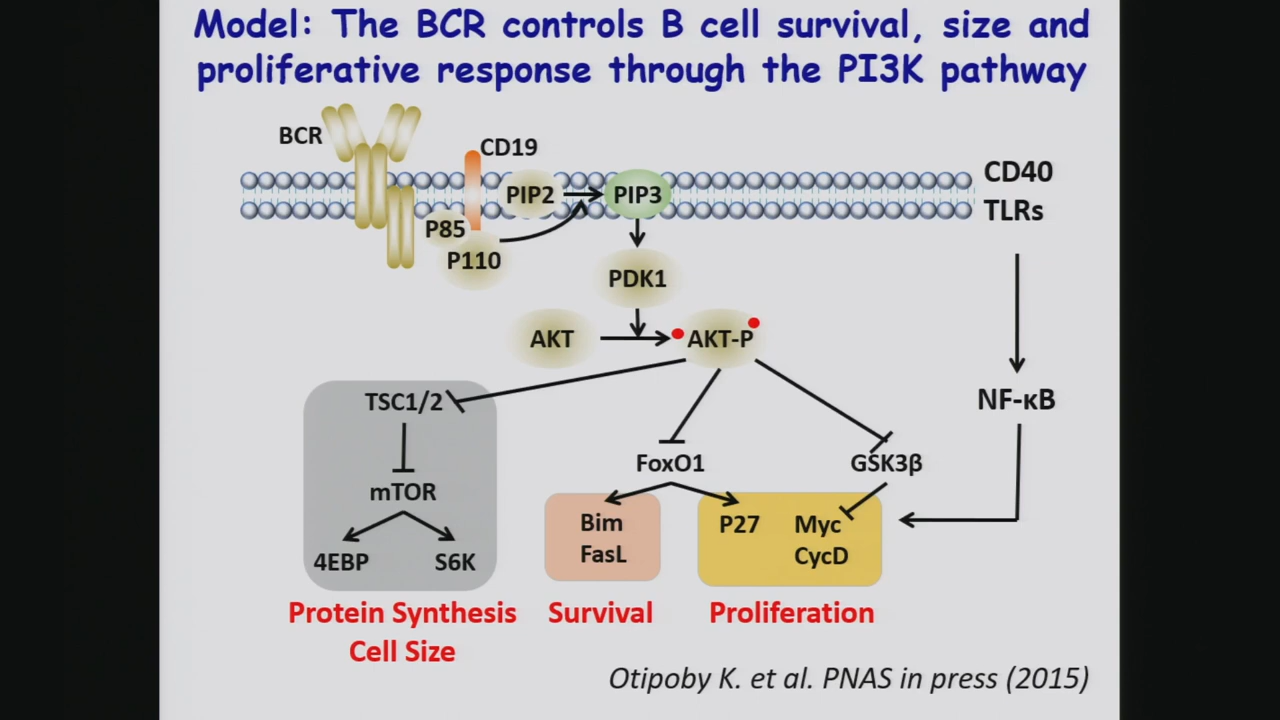 Model: The BCR controls B cell survival, size and
proliferative response through the PI3K pathway
BCR
CD19
CD40
TLRs
PIP2
PIP3
P85
P110
PDK1
AKT
AKT-P
TSC1/2
NF-κB
FoxO1
GSK3β
mTOR
4EBP
S6K
Bim
FasL
P27
Myc
CycD
Protein Synthesis
Cell Size
Survival
Proliferation
Otipoby K. et al. PNAS in press (2015)